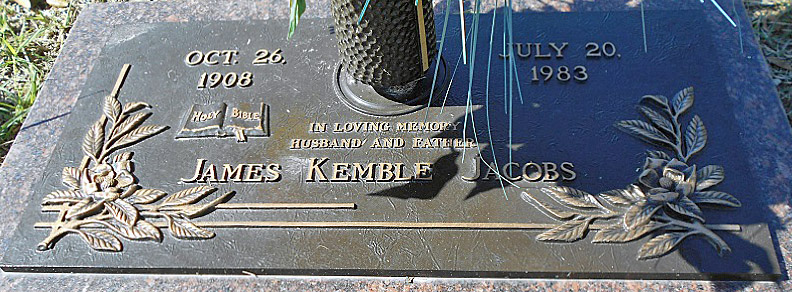 OCT. 26, 1908
JULY 20, 1983
HOLY BIBLE
IN LOVING MEMORY
HUSBAND AND FATHER
JAMES KEMBLE JACOBS